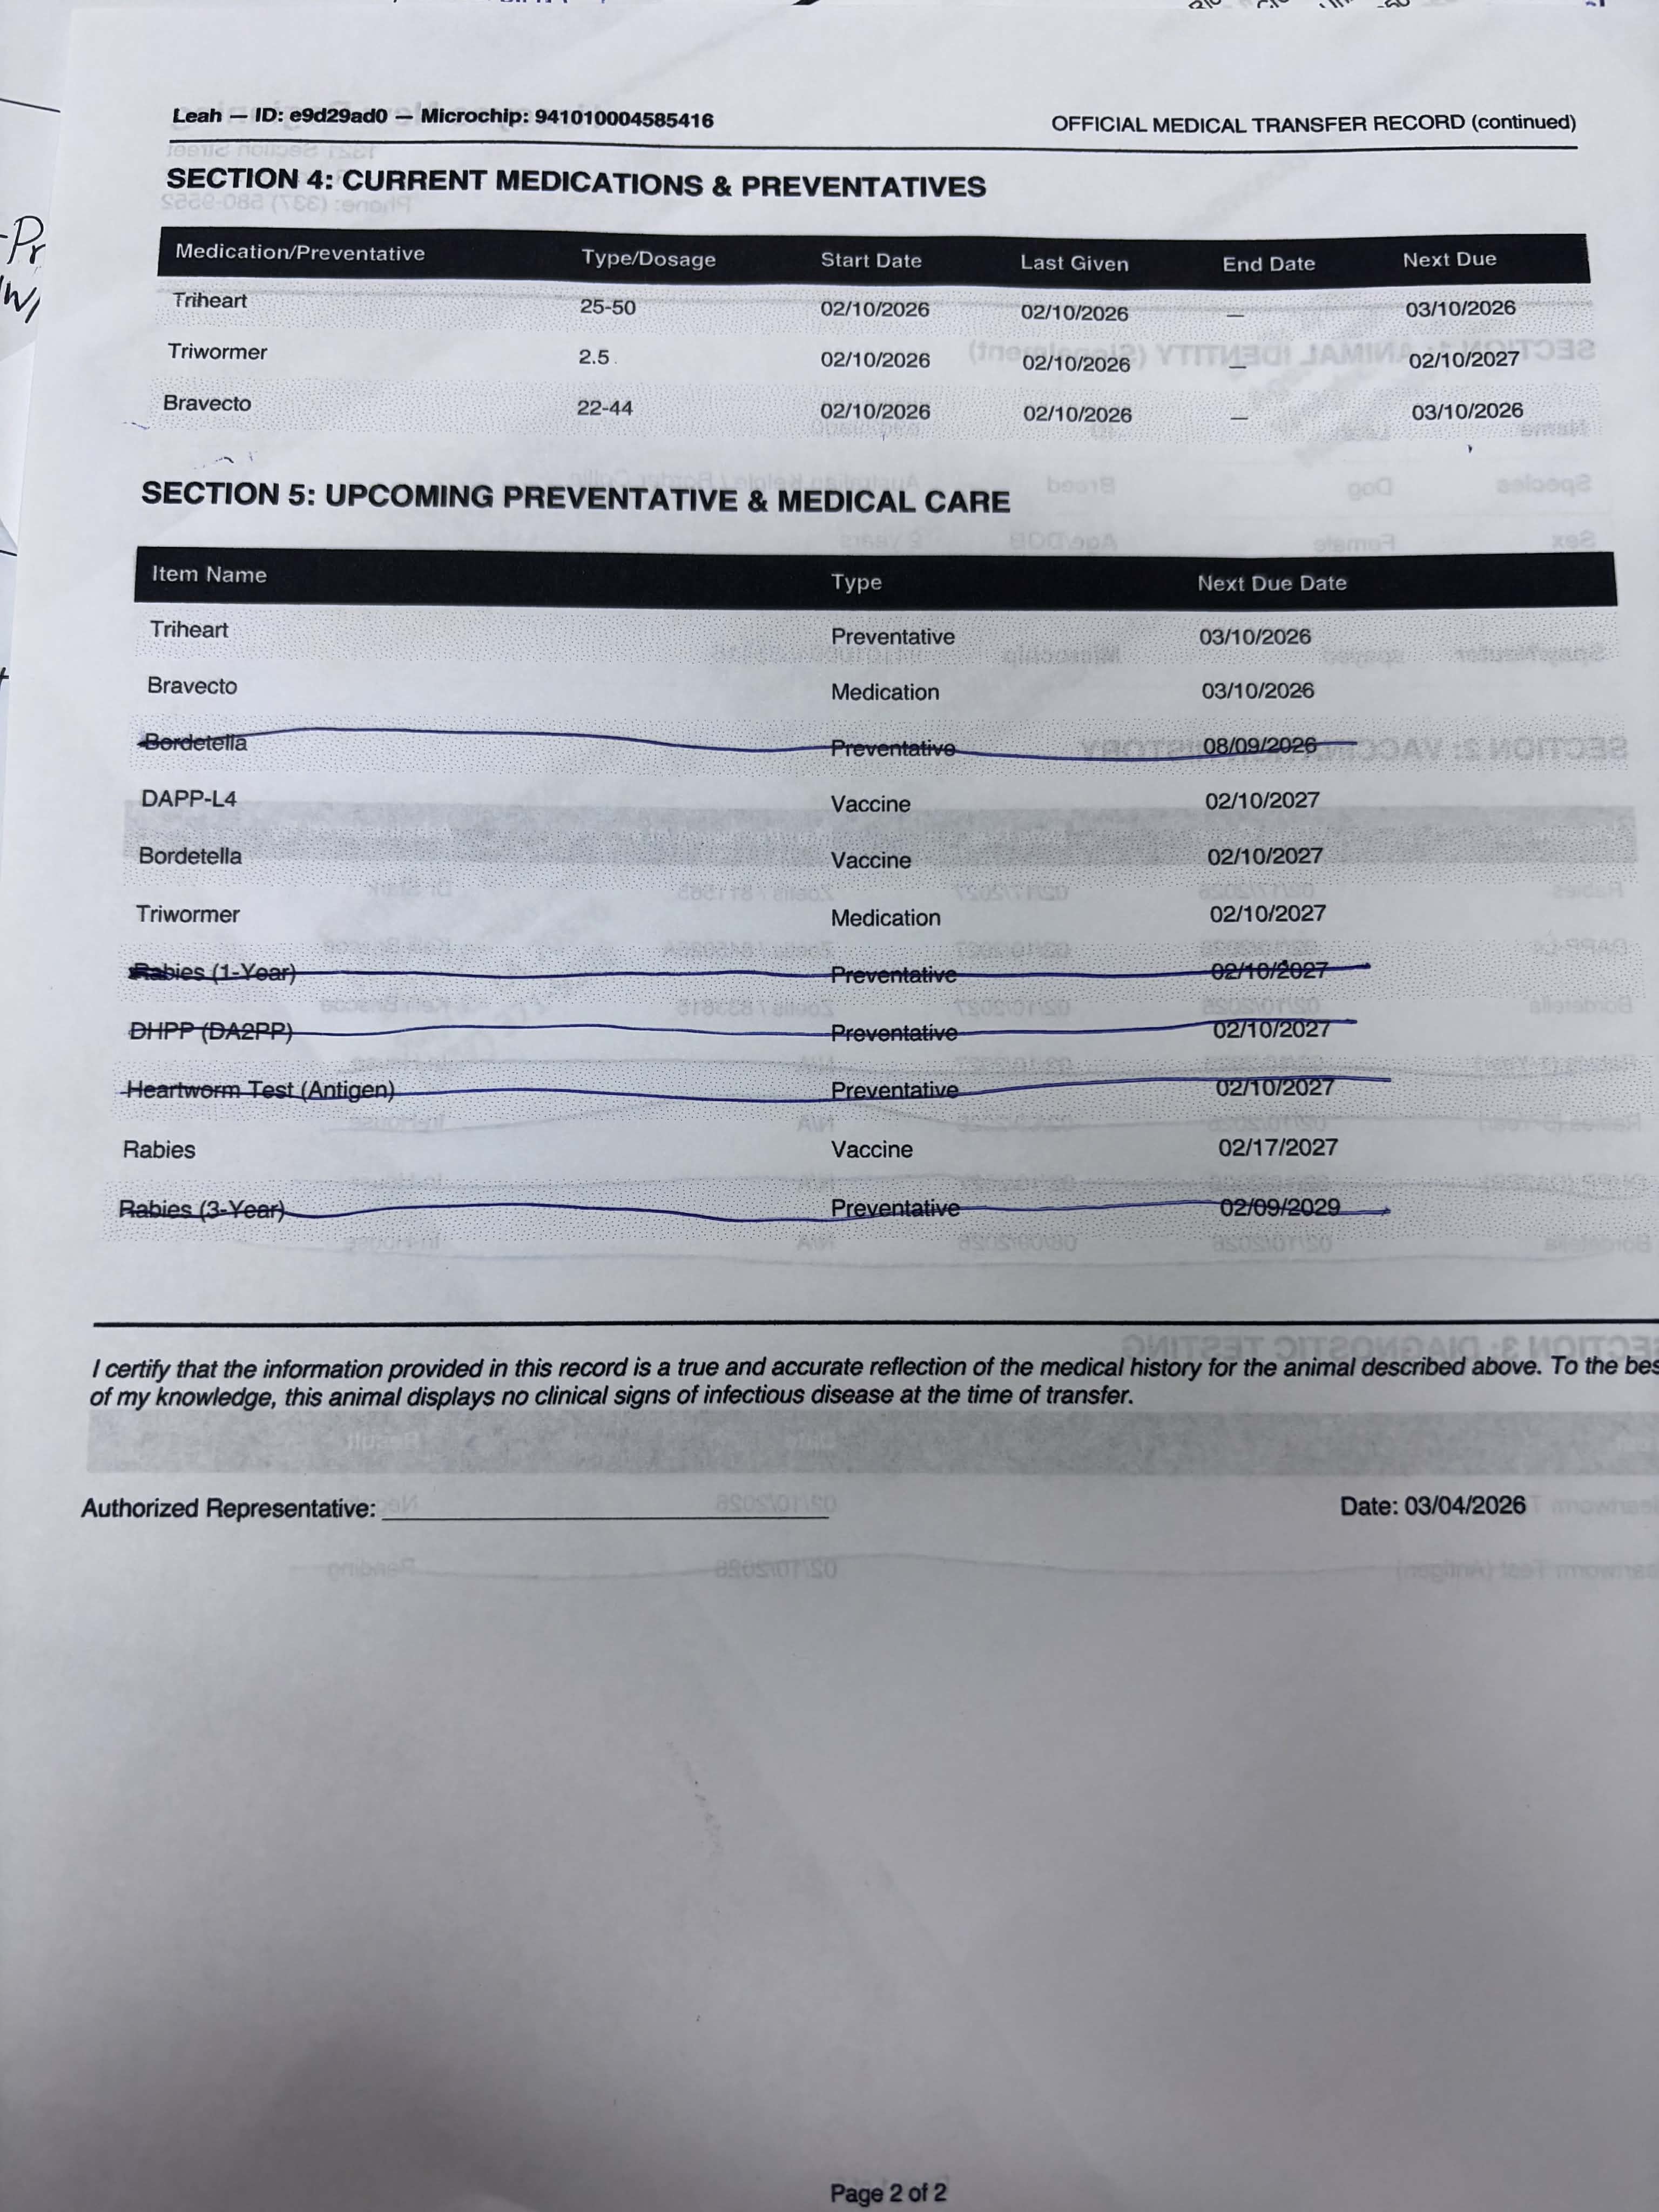 Leah — ID: e9d29ad0 — Microchip: 941010004585416 OFFICIAL MEDICAL TRANSFER RECORD (continued)
SECTION 4: CURRENT MEDICATIONS & PREVENTATIVES
Medication/Preventative Type/Dosage Start Date Last Given End Date Next Due
Triheart 25-50 02/10/2026 02/10/2026 — 03/10/2026
Triwormer 2.5 02/10/2026 02/10/2026 — 02/10/2027
Bravecto 22-44 02/10/2026 02/10/2026 — 03/10/2026
SECTION 5: UPCOMING PREVENTATIVE & MEDICAL CARE
Item Name Type Next Due Date
Triheart Preventative 03/10/2026
Bravecto Medication 03/10/2026
Bordetella Preventative 08/09/2026
DAPP-L4 Vaccine 02/10/2027
Bordetella Vaccine 02/10/2027
Triwormer Medication 02/10/2027
Rabies (1-Year) Preventative 02/10/2027
DHPP (DA2PP) Preventative 02/10/2027
Heartworm Test (Antigen) Preventative 02/10/2027
Rabies Vaccine 02/17/2027
Rabies (3-Year) Preventative 02/09/2029
I certify that the information provided in this record is a true and accurate reflection of the medical history for the animal described above. To the bes
of my knowledge, this animal displays no clinical signs of infectious disease at the time of transfer.
Authorized Representative: Date: 03/04/2026
Page 2 of 2